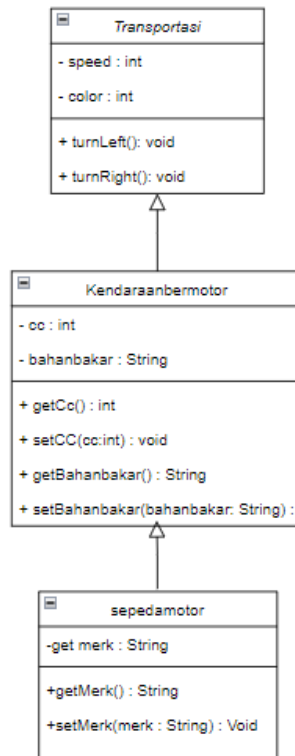 Transportasi
- speed : int
- color : int
+ turnLeft(): void
+ turnRight(): void
Kendaraanbermotor
- cc : int
- bahanbakar : String
+ getCc() : int
+ setCC(cc:int) : void
+ getBahanbakar() : String
+ setBahanbakar(bahanbakar: String) :
sepedamotor
-get merk : String
+getMerk() : String
+setMerk(merk : String) : Void